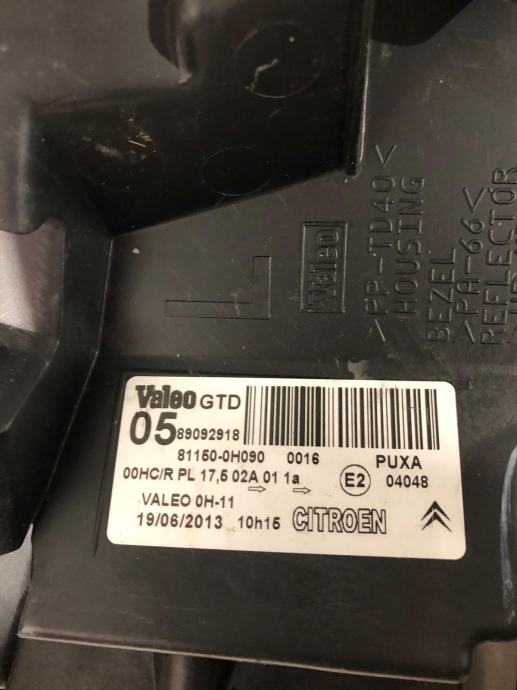 L
Valeo
>PP-TD40<
HOUSING
BEZEL
>PA-66<
REFLECTOR
Valeo GTD
05 89092918
81150-0H090 0016 PUXA
00HC/R PL 17,5 02A 01 1a E2 04048
VALEO 0H-11
19/06/2013 10h15 CITROEN